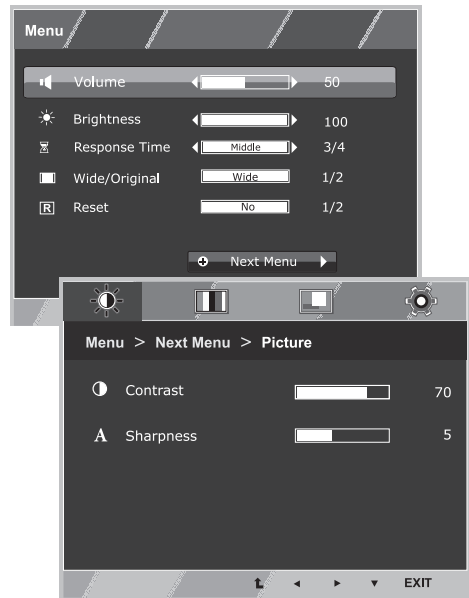 Menu
Volume 50
Brightness 100
Response Time Middle 3/4
Wide/Original Wide 1/2
R Reset No 1/2
Next Menu
Menu > Next Menu > Picture
Contrast 70
A Sharpness 5
EXIT